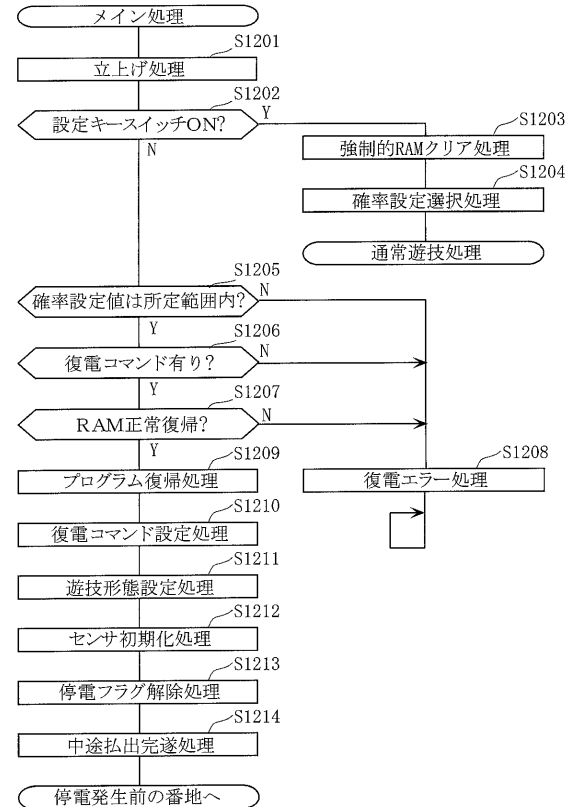 メイン処理
S1201
立上げ処理
S1202
設定キースイッチON?
Y
N
S1203
強制的RAMクリア処理
S1204
確率設定選択処理
通常遊技処理
S1205
確率設定値は所定範囲内?
N
Y
S1206
復電コマンド有り?
N
Y
S1207
RAM正常復帰?
N
Y
S1208
復電エラー処理
S1209
プログラム復帰処理
S1210
復電コマンド設定処理
S1211
遊技形態設定処理
S1212
センサ初期化処理
S1213
停電フラグ解除処理
S1214
中途払出完遂処理
停電発生前の番地へ